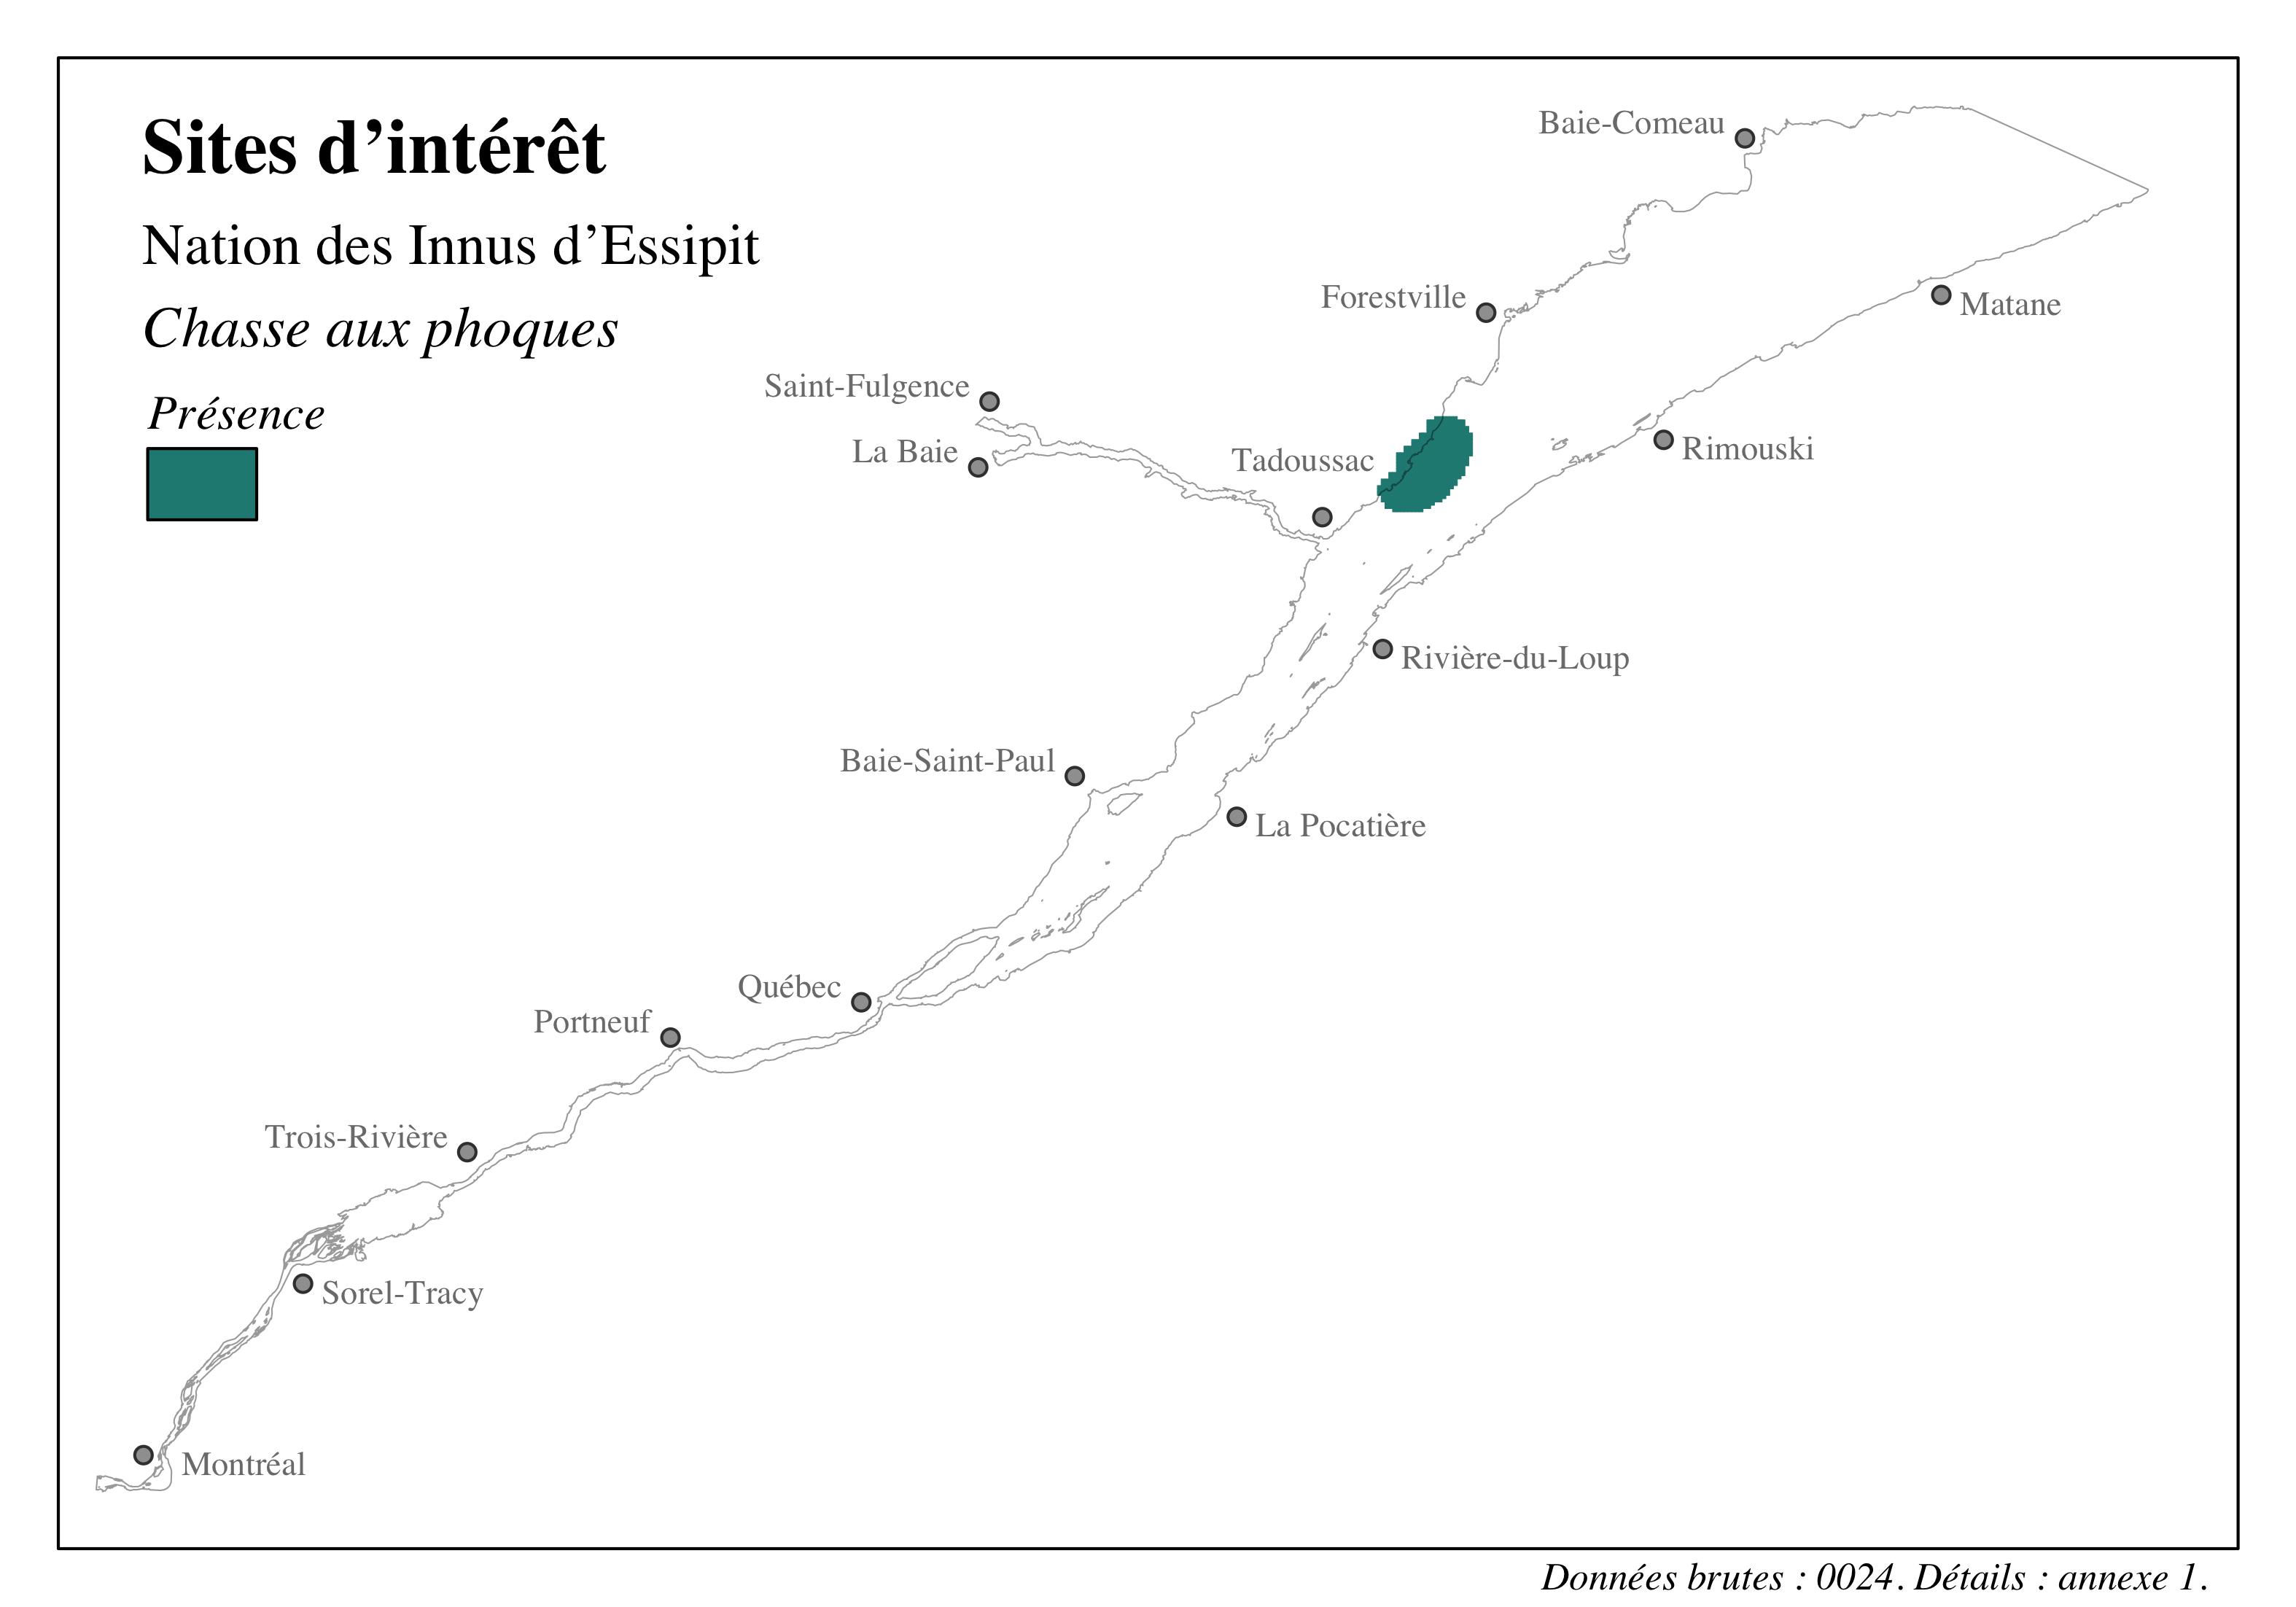 Sites d’intérêt
Nation des Innus d’Essipit
Chasse aux phoques
Présence
Baie-Comeau
Forestville
Matane
Saint-Fulgence
La Baie
Tadoussac
Rimouski
Rivière-du-Loup
Baie-Saint-Paul
La Pocatière
Québec
Portneuf
Trois-Rivière
Sorel-Tracy
Montréal
Données brutes : 0024. Détails : annexe 1.